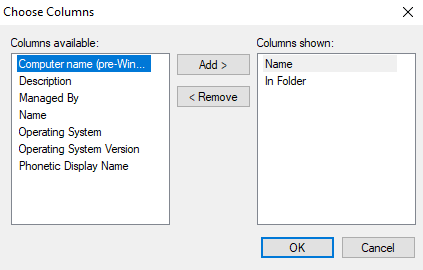 Choose Columns
Columns available:
Computer name (pre-Win...
Description
Managed By
Name
Operating System
Operating System Version
Phonetic Display Name
Add >
< Remove
Columns shown:
Name
In Folder
OK
Cancel